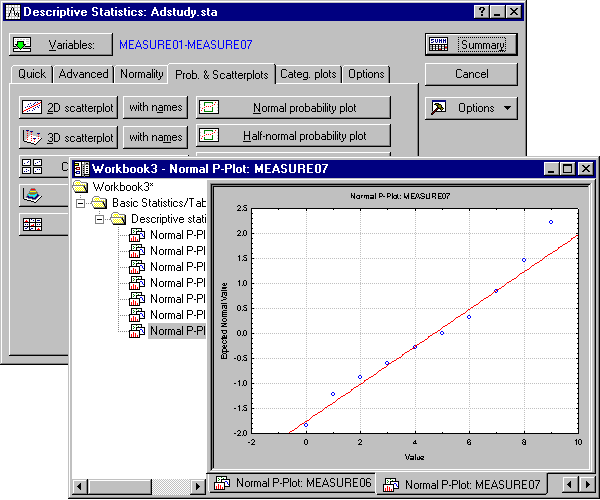 Descriptive Statistics: Adstudy.sta
Variables: MEASURE01-MEASURE07
Summary
Quick Advanced Normality Prob. & Scatterplots Categ. plots Options
Cancel
2D scatterplot with names Normal probability plot
Options
3D scatterplot with names Half-normal probability plot
Workbook3 - Normal P-Plot: MEASURE07
Workbook3*
Basic Statistics/Tab
Descriptive stati
Normal P-Pl
Normal P-Pl
Normal P-Pl
Normal P-Pl
Normal P-Pl
Normal P-Pl
Normal P-Pl
Normal P-Plot: MEASURE07
Expected Normal Value
2.5
2.0
1.5
1.0
0.5
0.0
-0.5
-1.0
-1.5
-2.0
-2 0 2 4 6 8 10
Value
Normal P-Plot: MEASURE06 Normal P-Plot: MEASURE07